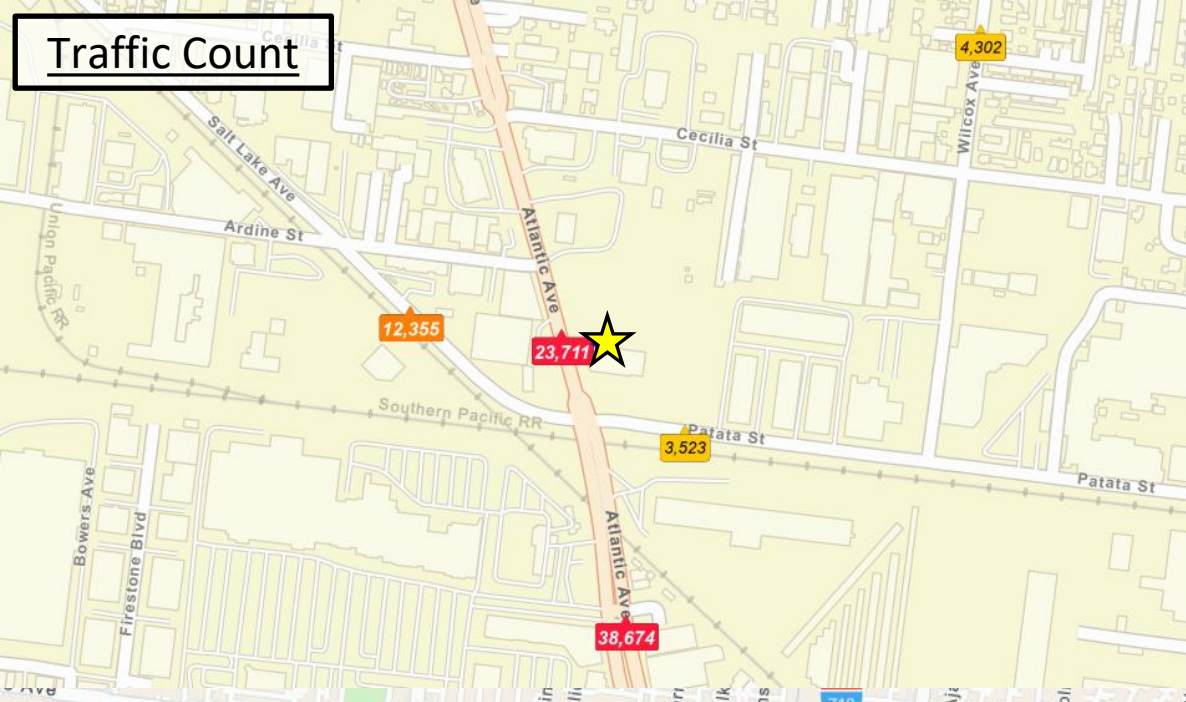 Traffic Count
Cecilia St
4,302
Wilcox Ave
Cecilia St
Salt Lake Ave
Union Pacific RR
Ardine St
Atlantic Ave
12,355
23,711
Southern Pacific RR
Patata St
3,523
Patata St
Bowers Ave
Firestone Blvd
Atlantic Ave
38,674